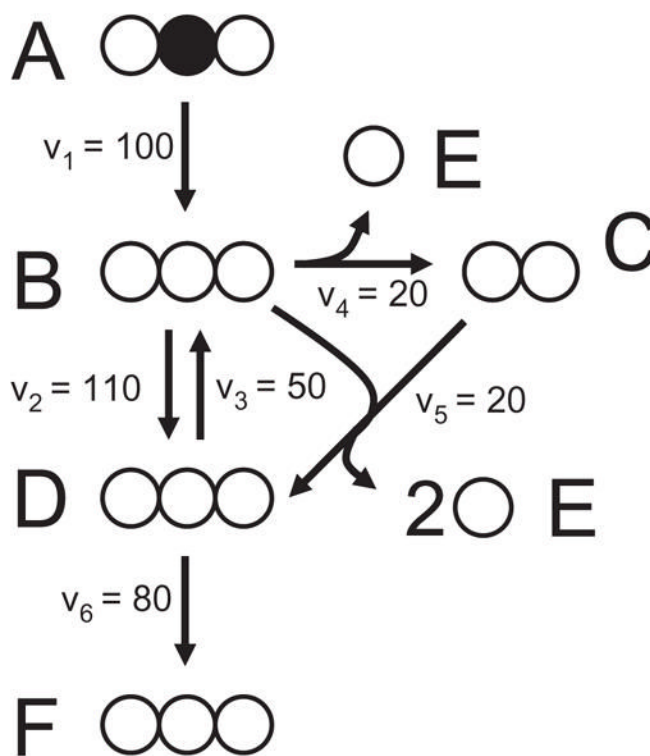 A
v₁ = 100
E
B
C
v₄ = 20
v₂ = 110
v₃ = 50
v₅ = 20
D
2 E
v₆ = 80
F